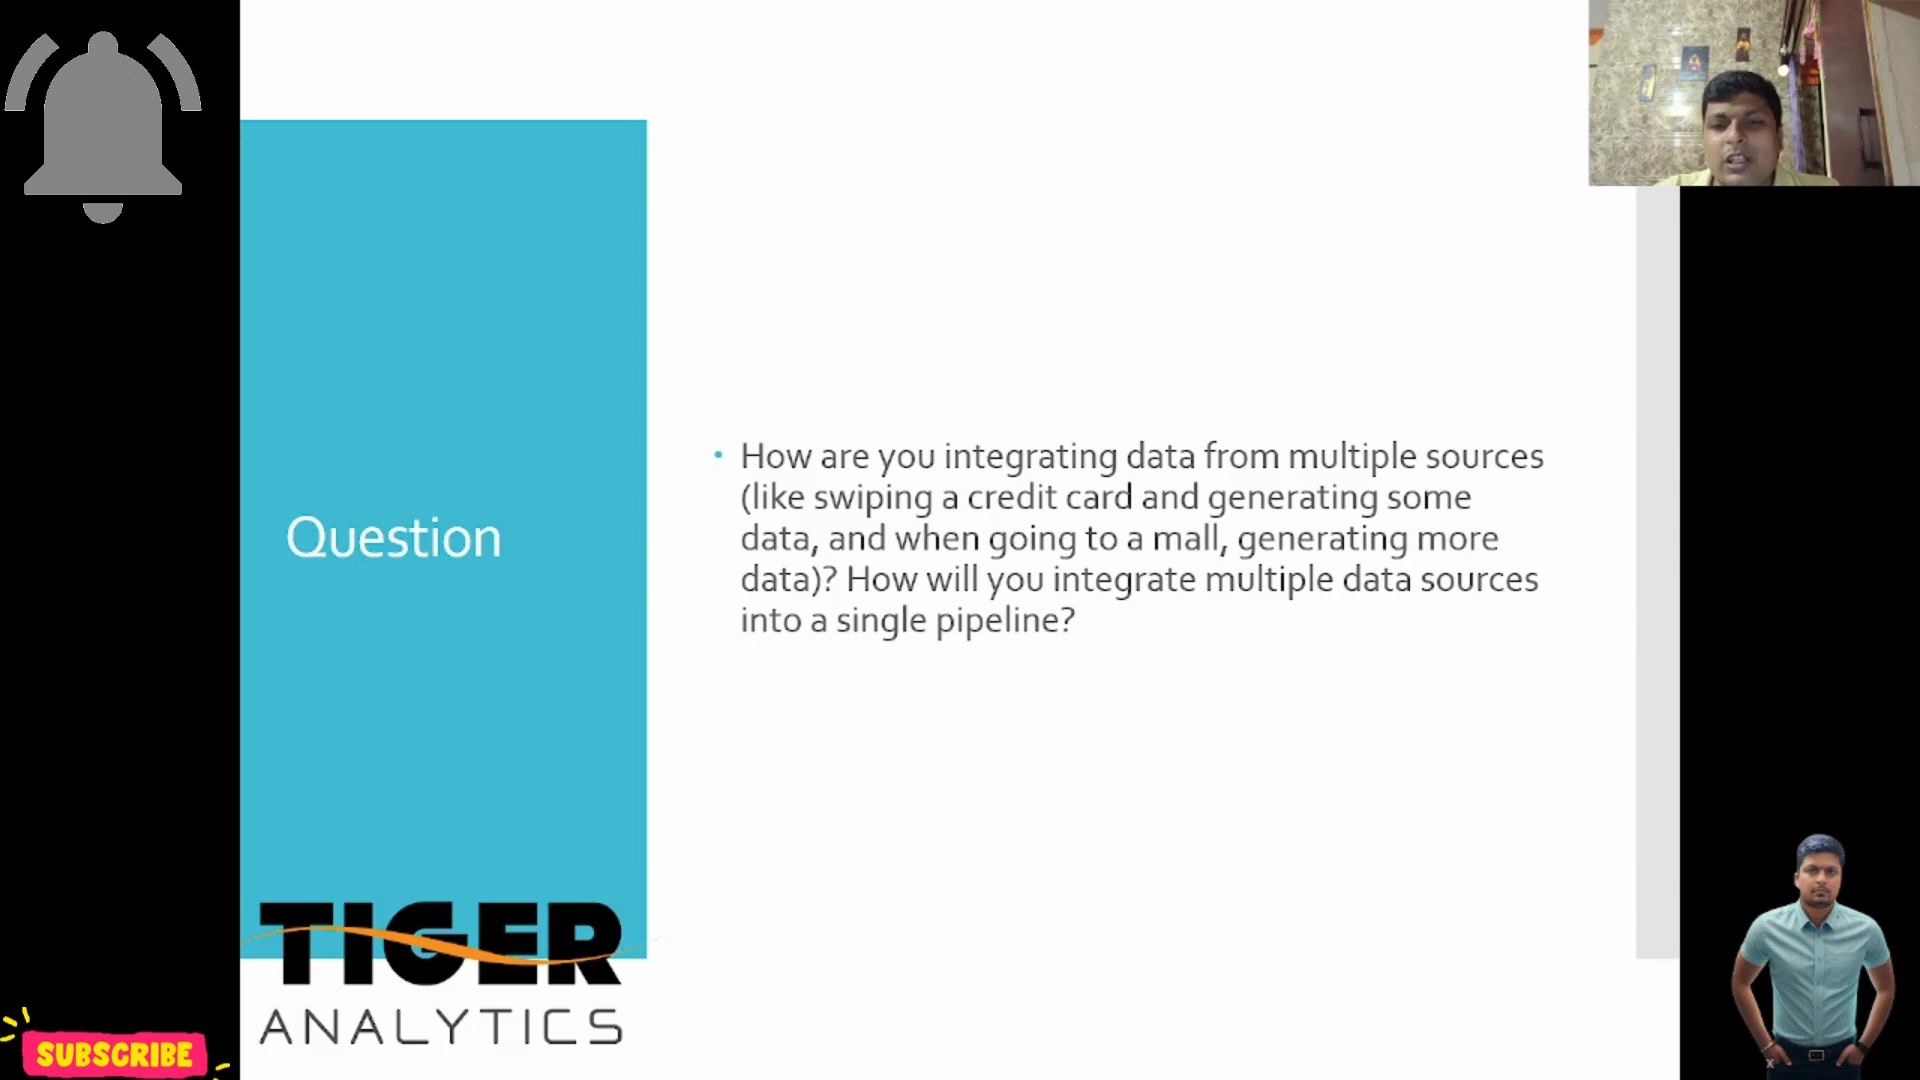 Question
• How are you integrating data from multiple sources
(like swiping a credit card and generating some
data, and when going to a mall, generating more
data)? How will you integrate multiple data sources
into a single pipeline?
TIGER
ANALYTICS
SUBSCRIBE
x